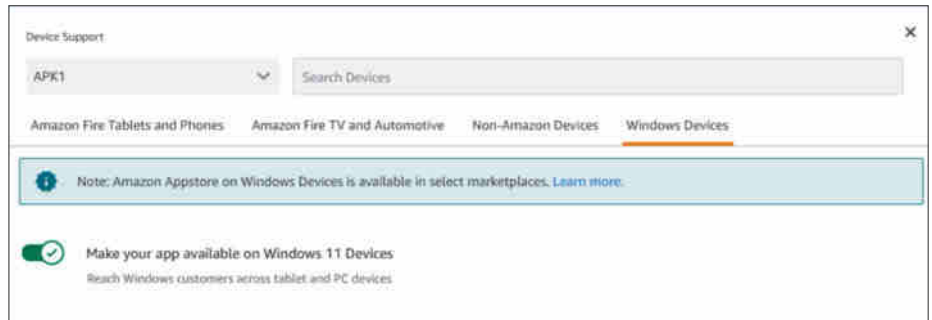 Device Support
APK1
Search Devices
Amazon Fire Tablets and Phones Amazon Fire TV and Automotive Non-Amazon Devices Windows Devices
Note: Amazon Appstore on Windows Devices is available in select marketplaces. Learn more.
Make your app available on Windows 11 Devices
Reach Windows customers across tablet and PC devices